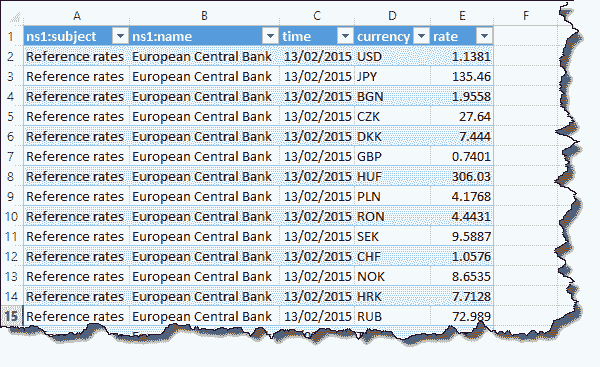 A B C D E F
1 ns1:subject ns1:name time currency rate
2 Reference rates European Central Bank 13/02/2015 USD 1.1381
3 Reference rates European Central Bank 13/02/2015 JPY 135.46
4 Reference rates European Central Bank 13/02/2015 BGN 1.9558
5 Reference rates European Central Bank 13/02/2015 CZK 27.64
6 Reference rates European Central Bank 13/02/2015 DKK 7.444
7 Reference rates European Central Bank 13/02/2015 GBP 0.7401
8 Reference rates European Central Bank 13/02/2015 HUF 306.03
9 Reference rates European Central Bank 13/02/2015 PLN 4.1768
10 Reference rates European Central Bank 13/02/2015 RON 4.4431
11 Reference rates European Central Bank 13/02/2015 SEK 9.5887
12 Reference rates European Central Bank 13/02/2015 CHF 1.0576
13 Reference rates European Central Bank 13/02/2015 NOK 8.6535
14 Reference rates European Central Bank 13/02/2015 HRK 7.7128
15 Reference rates European Central Bank 13/02/2015 RUB 72.989